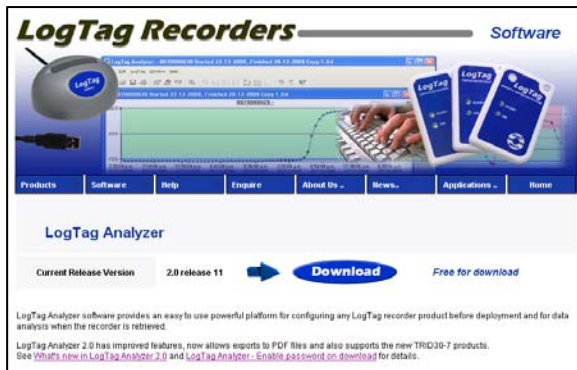 LogTag Recorders
Software
LogTag
LogTag
LogTag
LogTag
Products Software Help Enquire About Us .. News.. Applications .. Home
LogTag Analyzer
Current Release Version 2.0 release 11 Download Free for download
LogTag Analyzer software provides an easy to use powerful platform for configuring any LogTag recorder product before deployment and for data
analysis when the recorder is retrieved.
LogTag Analyzer 2.0 has improved features, now allows exports to PDF files and also supports the new TRID30-7 products.
See What's new in LogTag Analyzer 2.0 and LogTag Analyzer - Enable password on download for details.